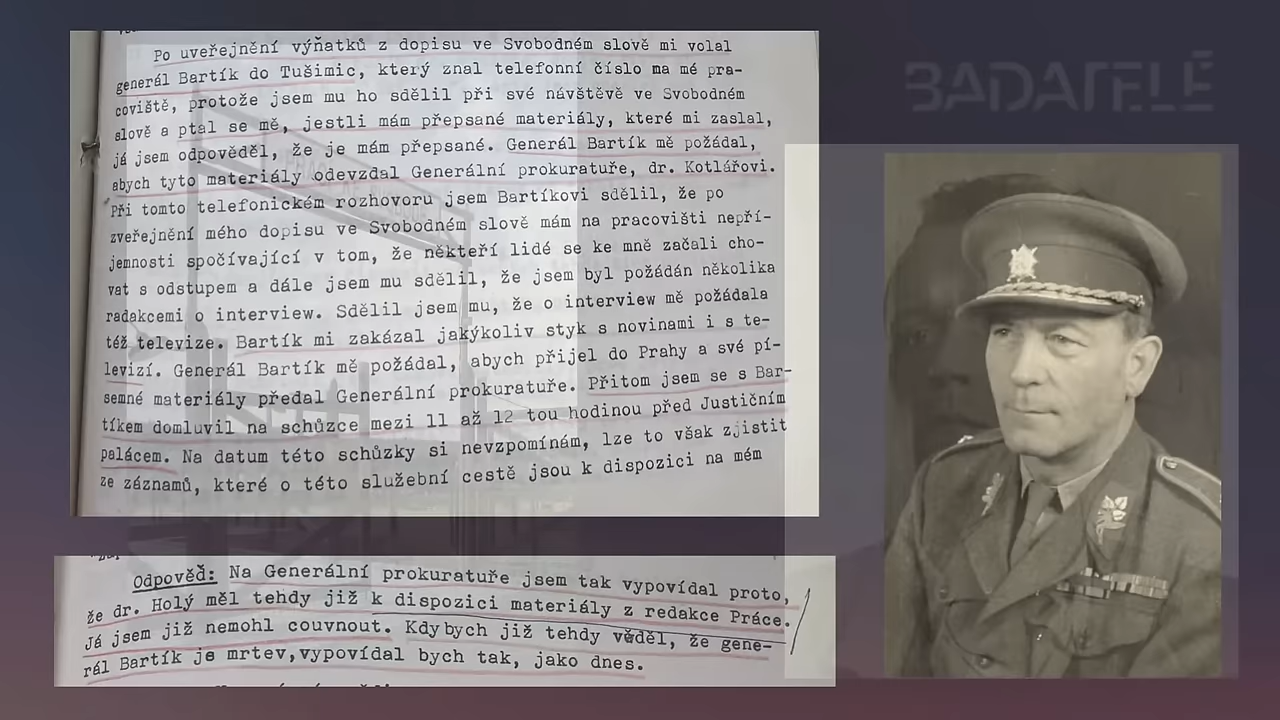 Po uveřejnění výňatků z dopisu ve Svobodném slově mi volal
generál Bartík do Tušimic, který znal telefonní číslo ma mé pra-
coviště, protože jsem mu ho sdělil při své návštěvě ve Svobodném
slově a ptal se mě, jestli mám přepsané materiály, které mi zaslal,
já jsem odpověděl, že je mám přepsané. Generál Bartík mě požádal,
abych tyto materiály odevzdal Generální prokuratuře, dr. Kotlářovi.
Při tomto telefonickém rozhovoru jsem Bartíkovi sdělil, že po
zveřejnění mého dopisu ve Svobodném slově mám na pracovišti nepří-
jemnosti spočívající v tom, že někteří lidé se ke mně začali cho-
vat s odstupem a dále jsem mu sdělil, že jsem byl požádán několika
radakcemi o interview. Sdělil jsem mu, že o interview mě požádala
též televize. Bartík mi zakázal jakýkoliv styk s novinami i s te-
levizí. Generál Bartík mě požádal, abych přijel do Prahy a své pí-
semné materiály předal Generální prokuratuře. Přitom jsem se s Bar-
tíkem domluvil na schůzce mezi 11 až 12 tou hodinou před Justičním
palácem. Na datum této schůzky si nevzpomínám, lze to však zjistit
ze záznamů, které o této služební cestě jsou k dispozici na mém
Odpověď: Na Generální prokuratuře jsem tak vypovídal proto,
že dr. Holý měl tehdy již k dispozici materiály z redakce Práce.
Já jsem již nemohl couvnout. Kdybych již tehdy věděl, že gene-
rál Bartík je mrtev, vypovídal bych tak, jako dnes.
BADATELÉ